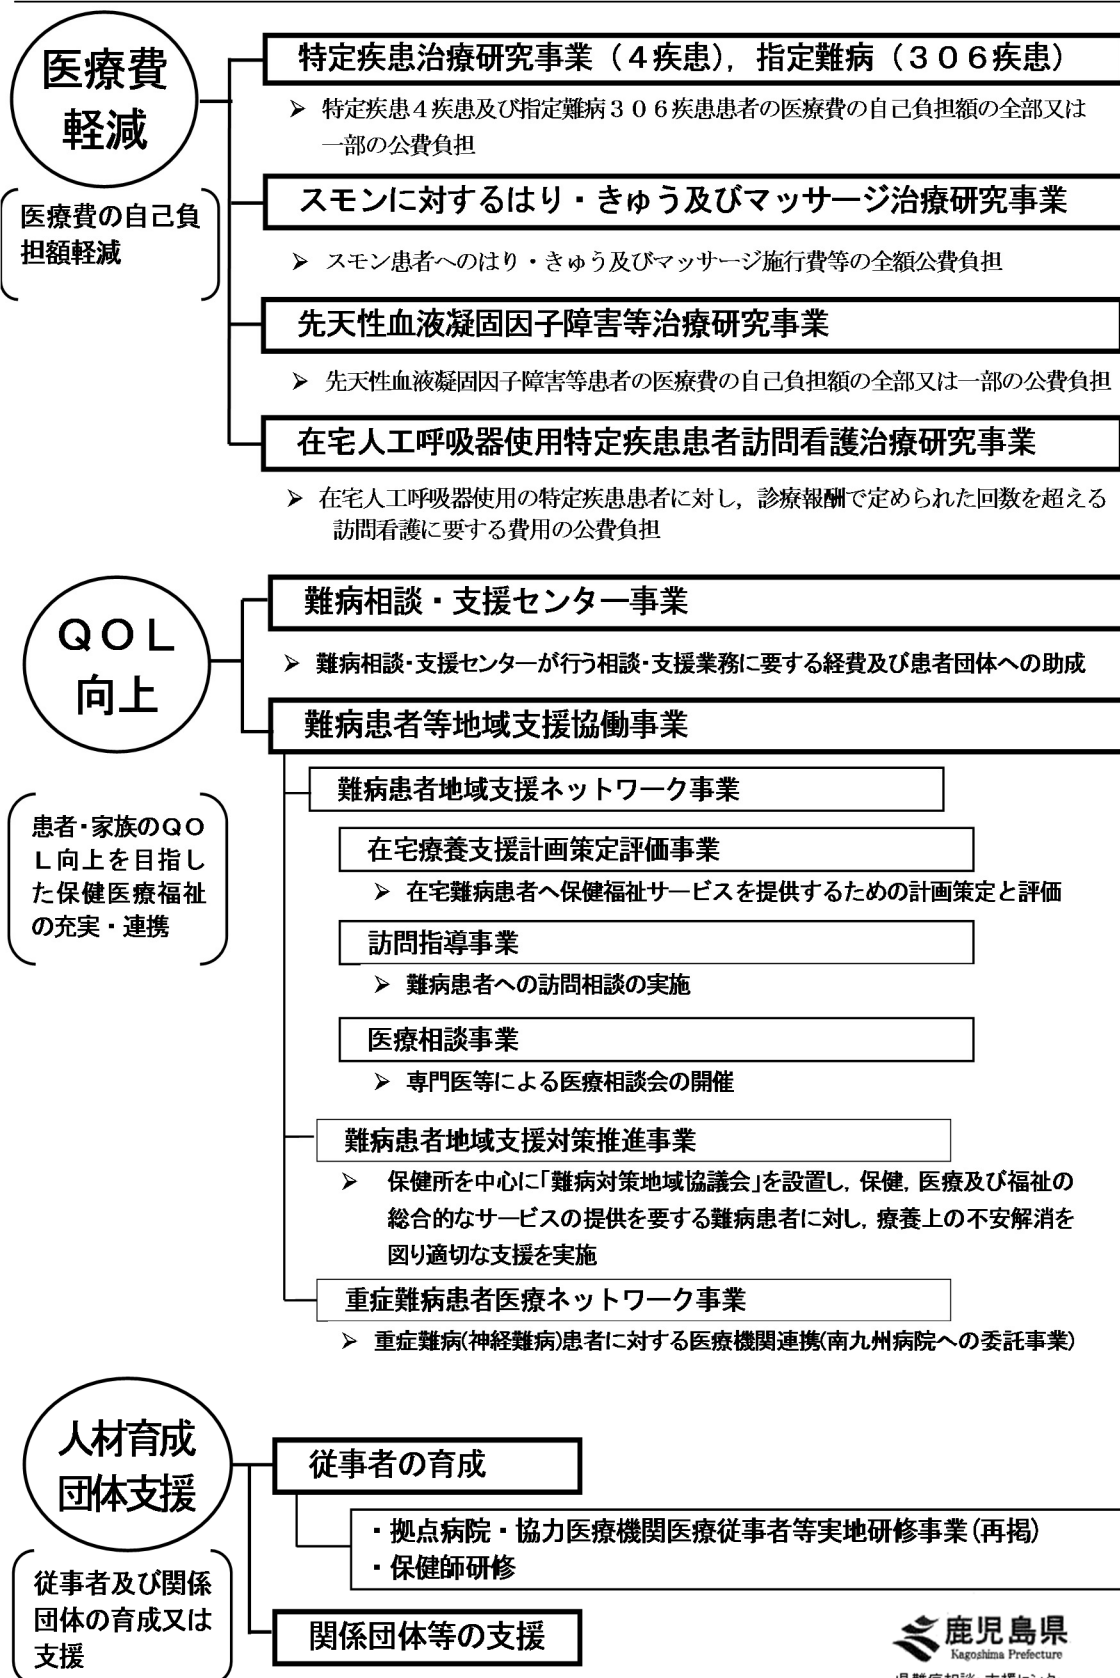 医療費
軽減
医療費の自己負
担額軽減
特定疾患治療研究事業（４疾患），指定難病（３０６疾患）
➢ 特定疾患４疾患及び指定難病３０６疾患患者の医療費の自己負担額の全部又は
一部の公費負担
スモンに対するはり・きゅう及びマッサージ治療研究事業
➢ スモン患者へのはり・きゅう及びマッサージ施行費等の全額公費負担
先天性血液凝固因子障害等治療研究事業
➢ 先天性血液凝固因子障害等患者の医療費の自己負担額の全部又は一部の公費負担
在宅人工呼吸器使用特定疾患患者訪問看護治療研究事業
➢ 在宅人工呼吸器使用の特定疾患患者に対し，診療報酬で定められた回数を超える
訪問看護に要する費用の公費負担
ＱＯＬ
向上
患者・家族のＱＯ
Ｌ向上を目指し
た保健医療福祉
の充実・連携
難病相談・支援センター事業
➢ 難病相談・支援センターが行う相談・支援業務に要する経費及び患者団体への助成
難病患者等地域支援協働事業
難病患者地域支援ネットワーク事業
在宅療養支援計画策定評価事業
➢ 在宅難病患者へ保健福祉サービスを提供するための計画策定と評価
訪問指導事業
➢ 難病患者への訪問相談の実施
医療相談事業
➢ 専門医等による医療相談会の開催
難病患者地域支援対策推進事業
➢ 保健所を中心に「難病対策地域協議会」を設置し，保健，医療及び福祉の
総合的なサービスの提供を要する難病患者に対し，療養上の不安解消を
図り適切な支援を実施
重症難病患者医療ネットワーク事業
➢ 重症難病(神経難病)患者に対する医療機関連携(南九州病院への委託事業)
人材育成
団体支援
従事者及び関係
団体の育成又は
支援
従事者の育成
・拠点病院・協力医療機関医療従事者等実地研修事業(再掲)
・保健師研修
関係団体等の支援
鹿児島県
Kagoshima Prefecture
県難病相談・支援センター